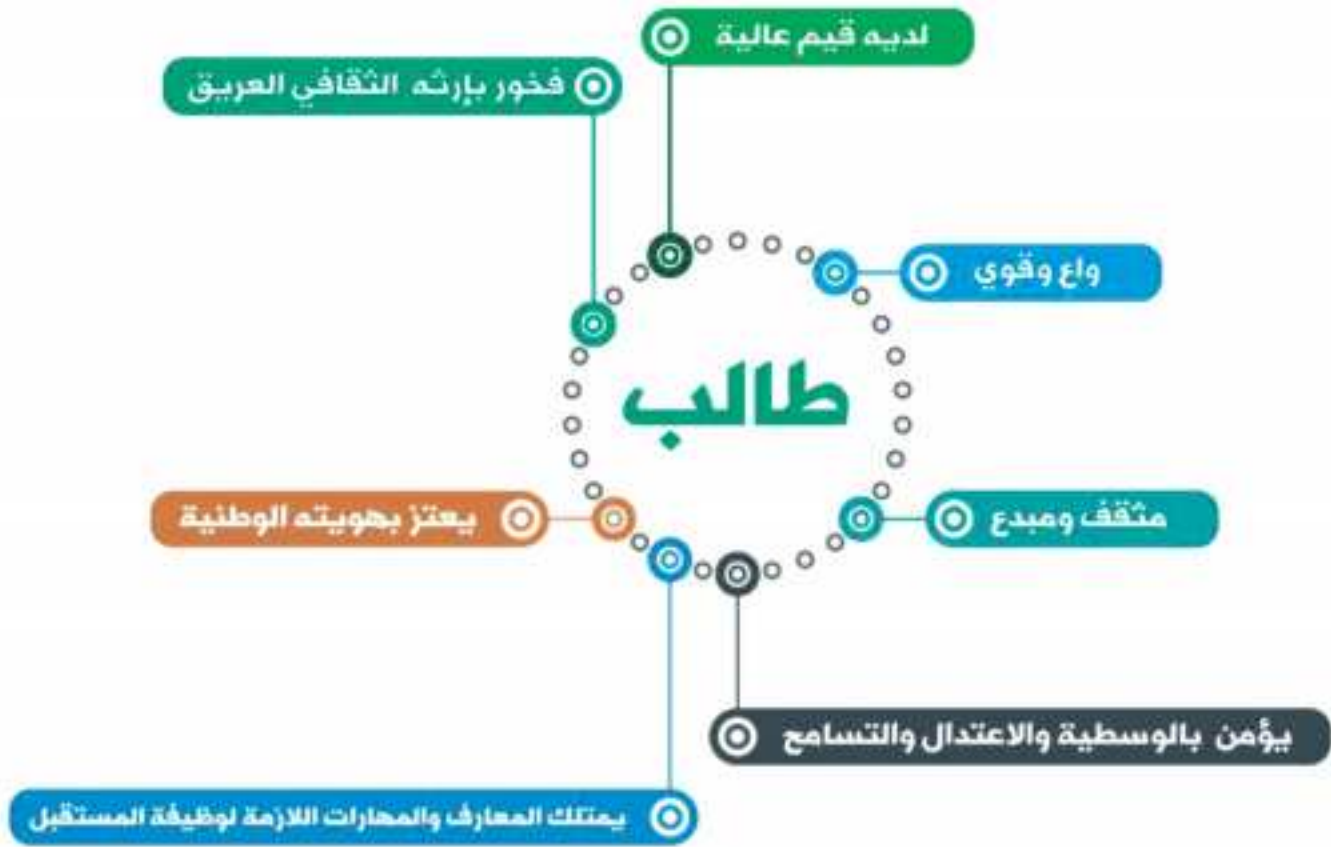 لديه قيم عالية
فخور بإرثه الثقافي العريق
واع وقوي
طالب
مثقف ومبدع
يعتز بهويته الوطنية
يؤمن بالوسطية والاعتدال والتسامح
يمتلك المعارف والمهارات اللازمة لوظيفة المستقبل